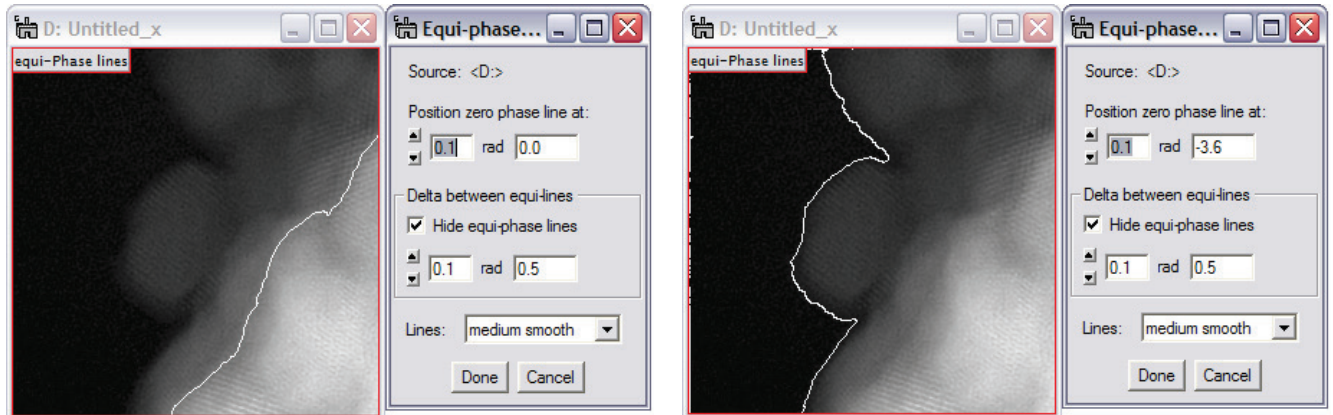 D: Untitled_x
equi-Phase lines
Equi-phase...
Source: <D:>
Position zero phase line at:
0.1 rad 0.0
Delta between equi-lines
Hide equi-phase lines
0.1 rad 0.5
Lines: medium smooth
Done Cancel
D: Untitled_x
equi-Phase lines
Equi-phase...
Source: <D:>
Position zero phase line at:
0.1 rad -3.6
Delta between equi-lines
Hide equi-phase lines
0.1 rad 0.5
Lines: medium smooth
Done Cancel